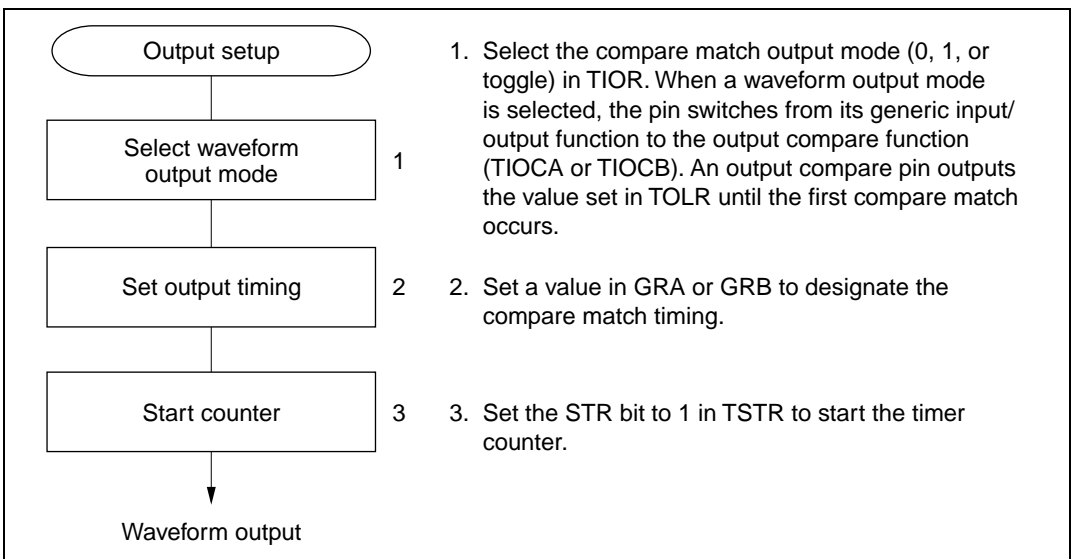 Output setup
Select waveform
output mode
1
Set output timing
2
Start counter
3
Waveform output
1. Select the compare match output mode (0, 1, or
toggle) in TIOR. When a waveform output mode
is selected, the pin switches from its generic input/
output function to the output compare function
(TIOCA or TIOCB). An output compare pin outputs
the value set in TOLR until the first compare match
occurs.
2. Set a value in GRA or GRB to designate the
compare match timing.
3. Set the STR bit to 1 in TSTR to start the timer
counter.